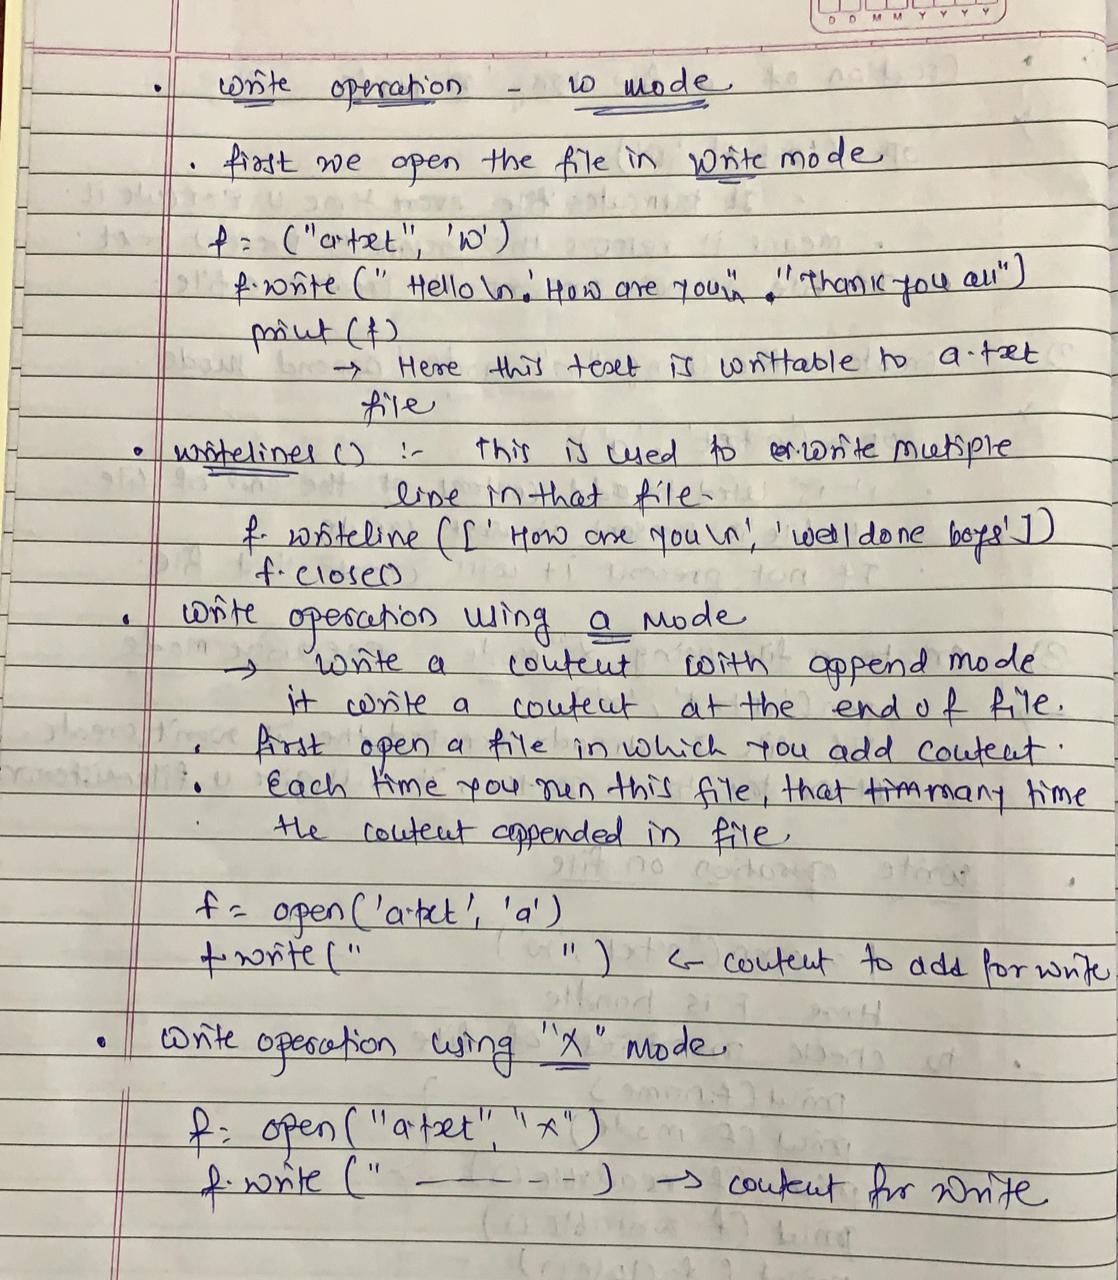 D D M M Y Y Y Y
• write operation - w mode
• first we open the file in write mode
f = ("a.txt", 'w')
f.write (" Hello \n. How are you\n". "Thank you all")
print (f)
→ Here this text is writtable to a.txt
file
• writelines () :- This is used to write multiple
line in that file.
f. writeline (['How are you \n', 'well done boys'])
f.close()
• write operation using a mode
→ write a content with append mode
it write a content at the end of file.
• first open a file in which you add content.
• Each time you run this file, that many time
the content appended in file
f = open('a.txt', 'a')
f.write (" ") ← content to add for write
• write operation using "x" mode
f = open ("a.txt", "x")
f.write (" - - - - - ) → content for write